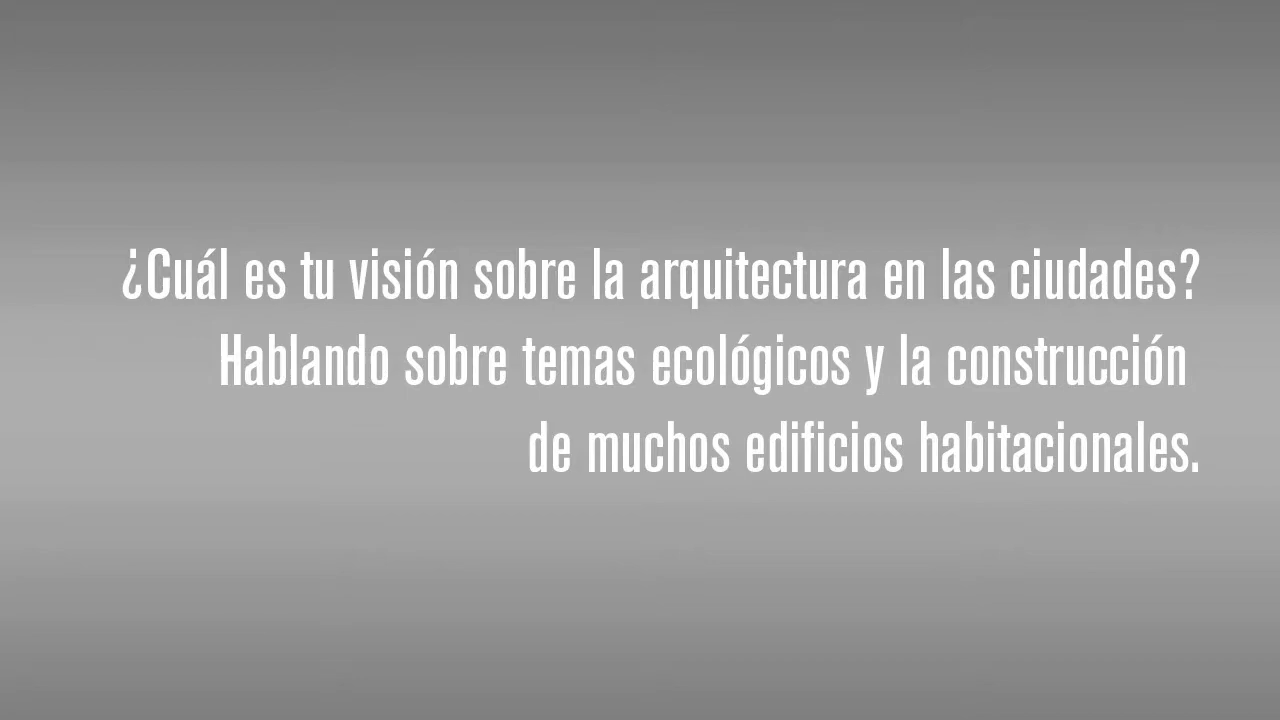 ¿Cuál es tu visión sobre la arquitectura en las ciudades?
Hablando sobre temas ecológicos y la construcción
de muchos edificios habitacionales.